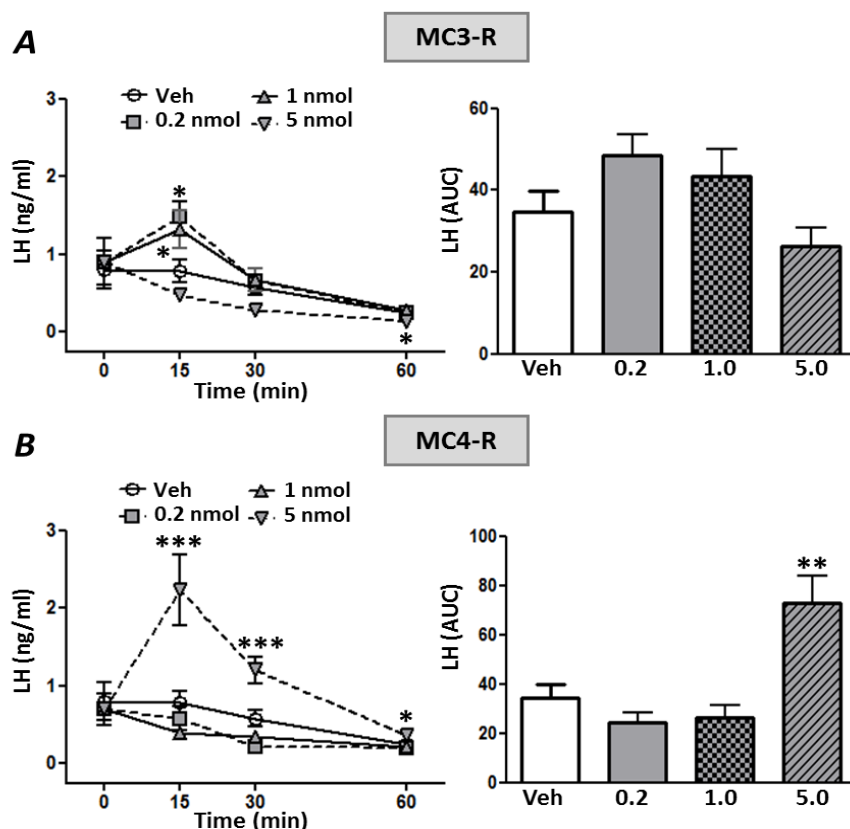 A
MC3-R
Veh
1 nmol
0.2 nmol
5 nmol
LH (ng/ml)
3
2
1
0
*
*
*
0 15 30 60
Time (min)
LH (AUC)
60
40
20
0
Veh 0.2 1.0 5.0
B
MC4-R
Veh
1 nmol
0.2 nmol
5 nmol
LH (ng/ml)
3
2
1
0
***
***
*
0 15 30 60
Time (min)
LH (AUC)
100
80
60
40
20
0
**
Veh 0.2 1.0 5.0